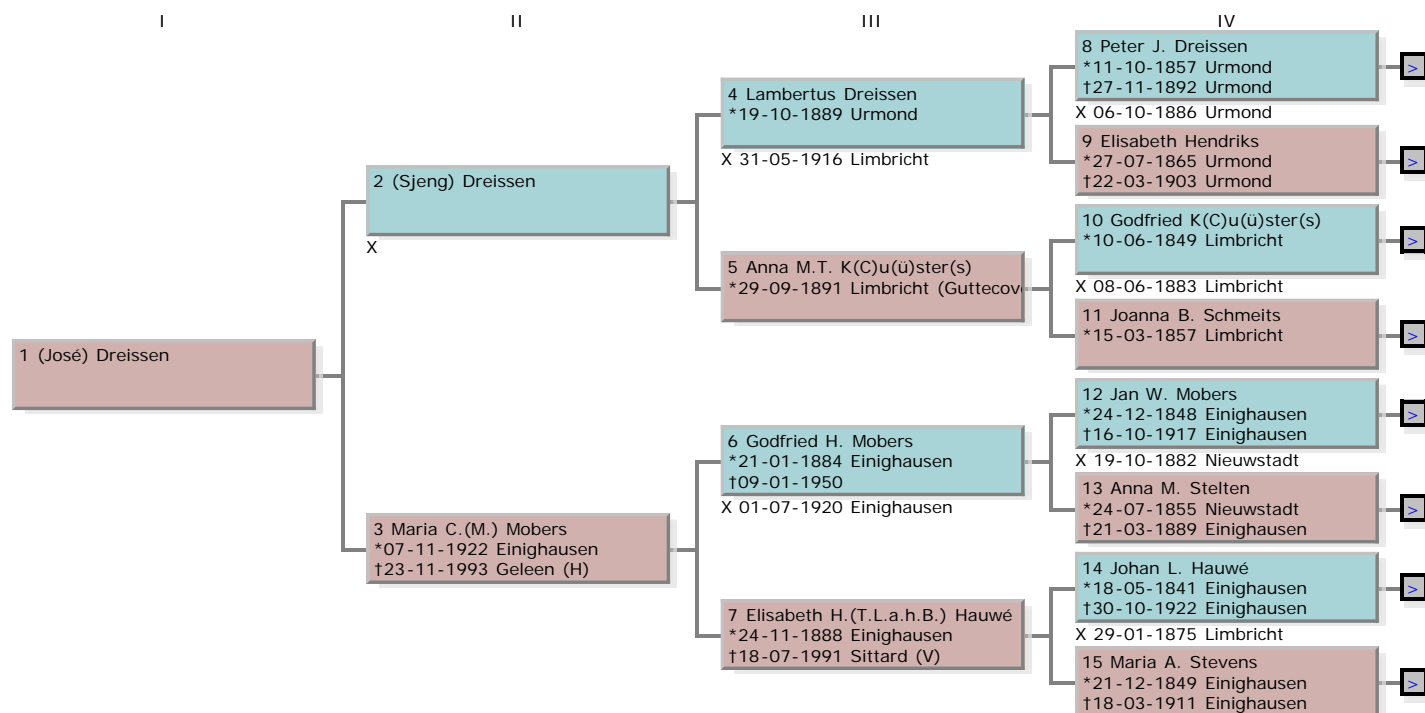 I
II
III
IV
1 (José) Dreissen
2 (Sjeng) Dreissen
X
3 Maria C.(M.) Mobers
*07-11-1922 Einighausen
†23-11-1993 Geleen (H)
4 Lambertus Dreissen
*19-10-1889 Urmond
X 31-05-1916 Limbricht
5 Anna M.T. K(C)u(ü)ster(s)
*29-09-1891 Limbricht (Guttecov
6 Godfried H. Mobers
*21-01-1884 Einighausen
†09-01-1950
X 01-07-1920 Einighausen
7 Elisabeth H.(T.L.a.h.B.) Hauwé
*24-11-1888 Einighausen
†18-07-1991 Sittard (V)
8 Peter J. Dreissen
*11-10-1857 Urmond
†27-11-1892 Urmond
>
X 06-10-1886 Urmond
9 Elisabeth Hendriks
*27-07-1865 Urmond
†22-03-1903 Urmond
>
10 Godfried K(C)u(ü)ster(s)
*10-06-1849 Limbricht
>
X 08-06-1883 Limbricht
11 Joanna B. Schmeits
*15-03-1857 Limbricht
>
12 Jan W. Mobers
*24-12-1848 Einighausen
†16-10-1917 Einighausen
>
X 19-10-1882 Nieuwstadt
13 Anna M. Stelten
*24-07-1855 Nieuwstadt
†21-03-1889 Einighausen
>
14 Johan L. Hauwé
*18-05-1841 Einighausen
†30-10-1922 Einighausen
>
X 29-01-1875 Limbricht
15 Maria A. Stevens
*21-12-1849 Einighausen
†18-03-1911 Einighausen
>